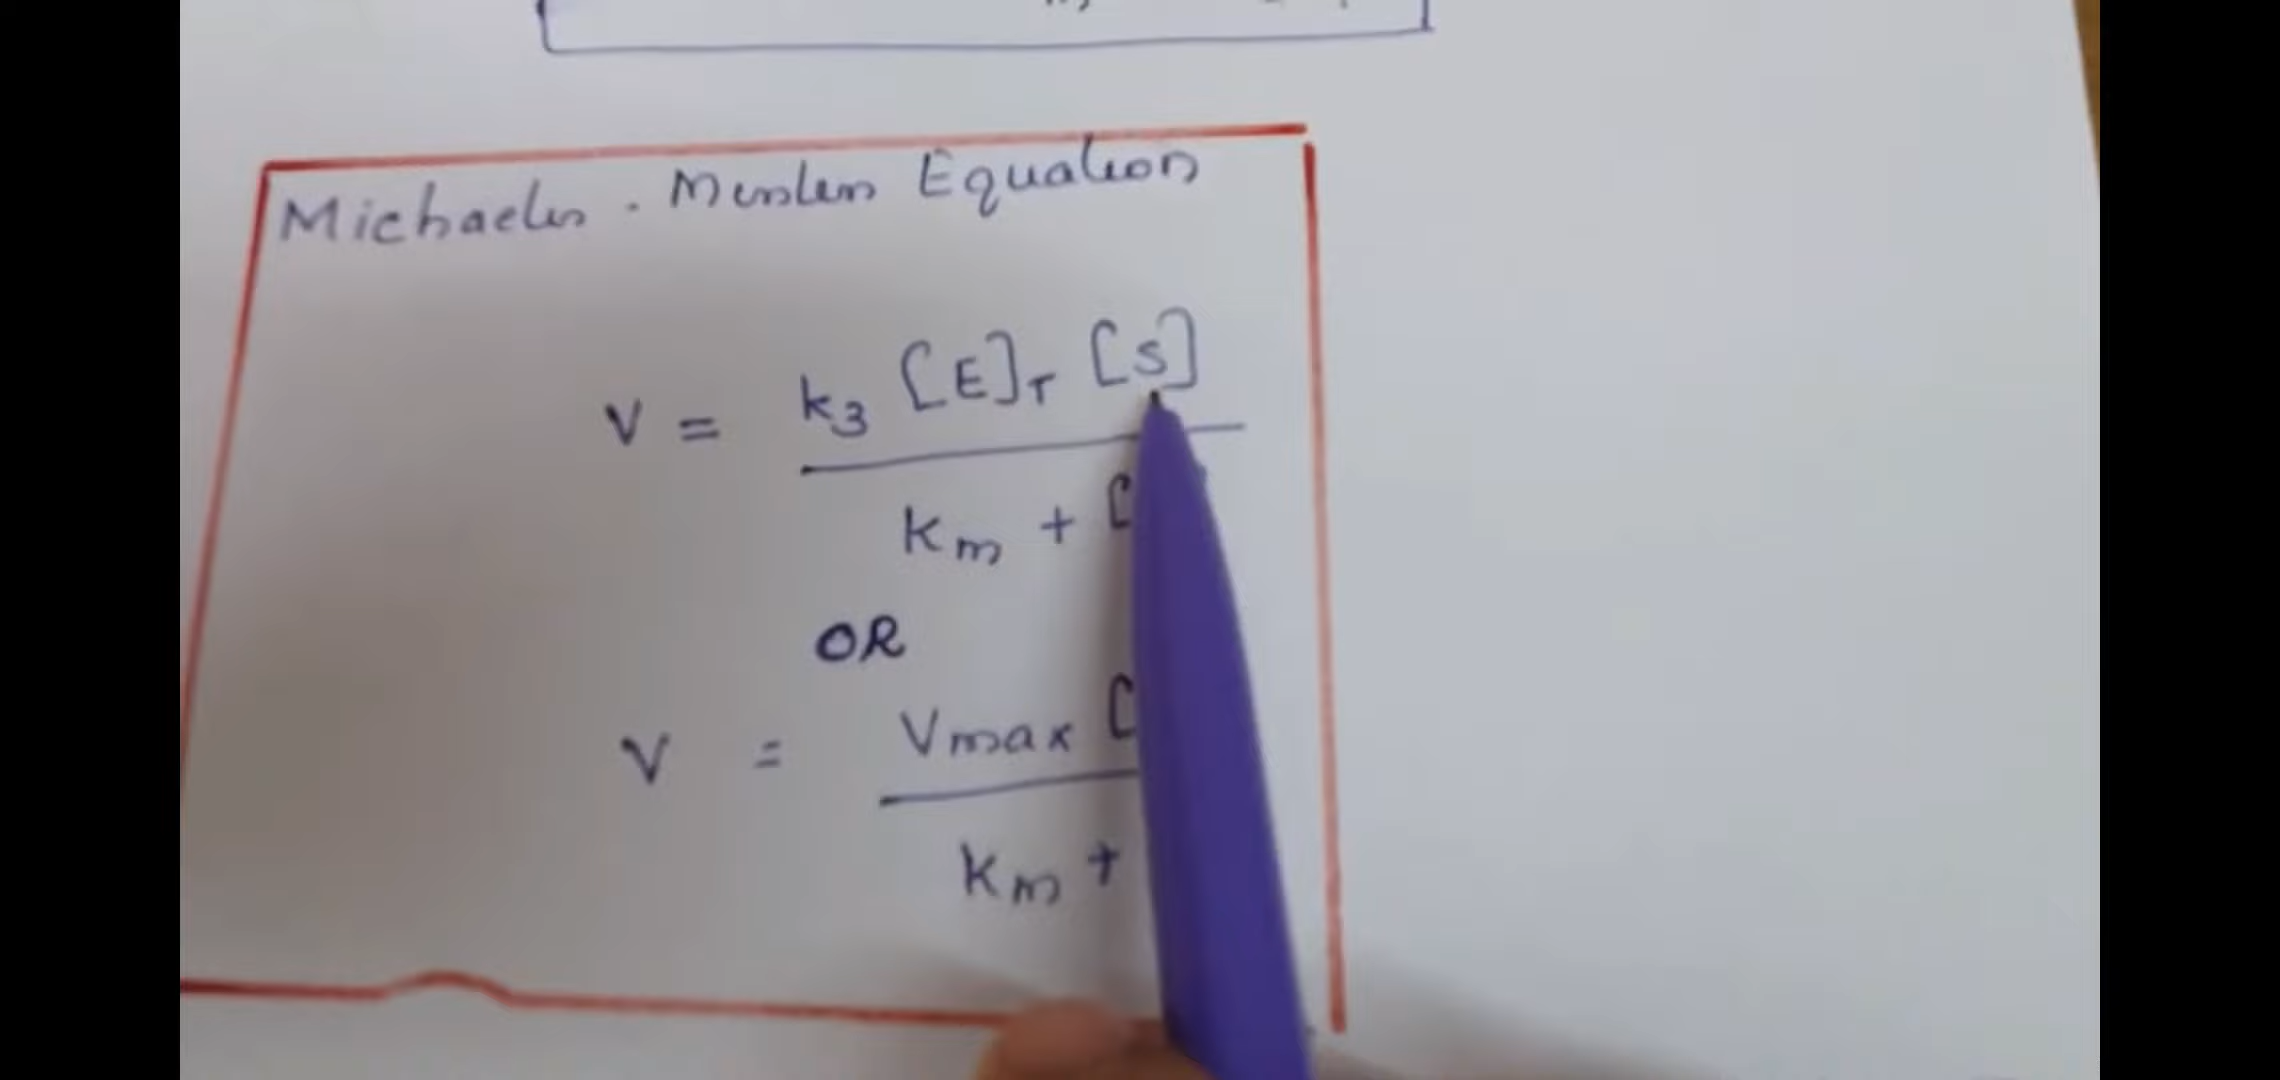 Michaelis - Menten Equation
V = k3 [E]T [S]
km + [
OR
V = Vmax [
km +